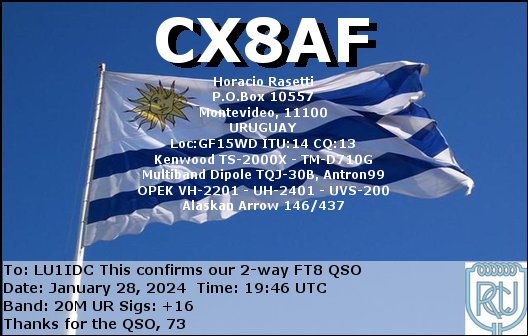 CX8AF
Horacio Rasetti
P.O.Box 10557
Montevideo, 11100
URUGUAY
Loc:GF15WD ITU:14 CQ:13
Kenwood TS-2000X - TM-D710G
Multiband Dipole TQJ-30B, Antron99
OPEK VH-2201 - UH-2401 - UVS-200
Alaskan Arrow 146/437
To: LU1IDC This confirms our 2-way FT8 QSO
Date: January 28, 2024 Time: 19:46 UTC
Band: 20M UR Sigs: +16
Thanks for the QSO, 73
RCU